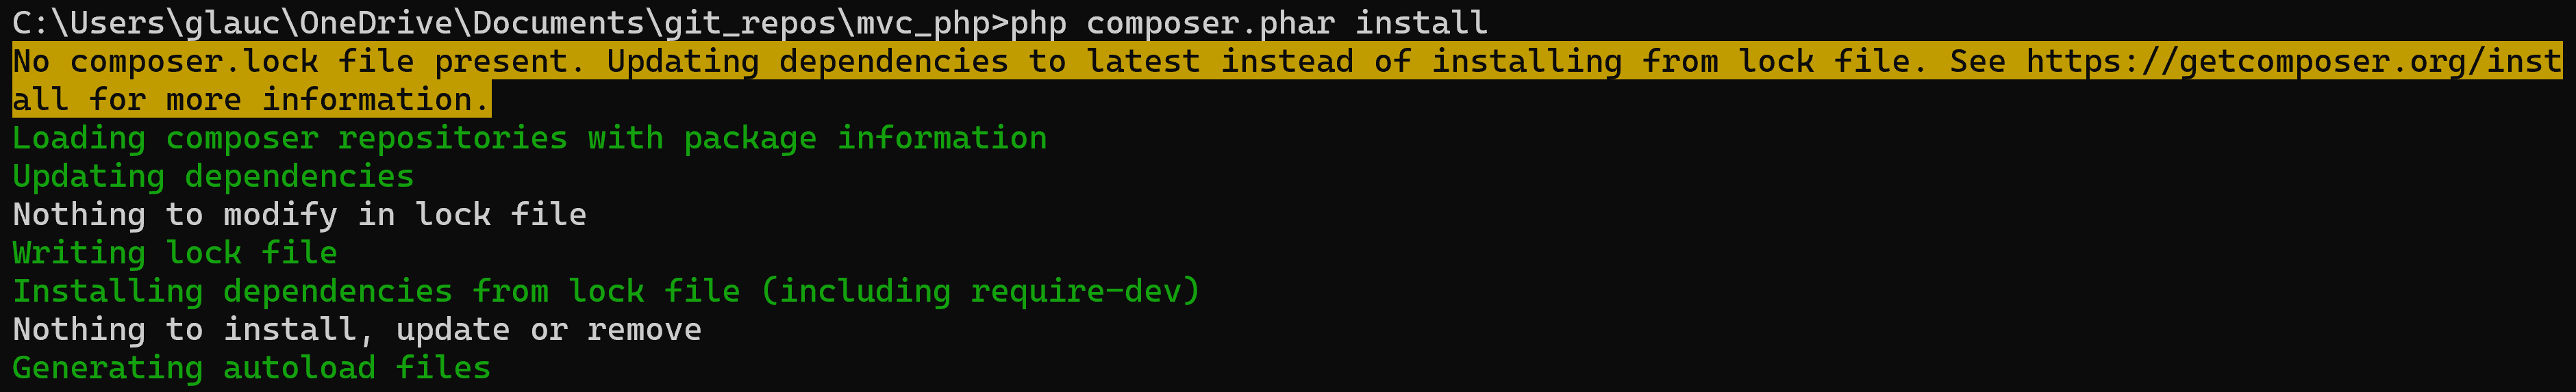 C:\Users\glauc\OneDrive\Documents\git_repos\mvc_php>php composer.phar install
No composer.lock file present. Updating dependencies to latest instead of installing from lock file. See https://getcomposer.org/inst
all for more information.
Loading composer repositories with package information
Updating dependencies
Nothing to modify in lock file
Writing lock file
Installing dependencies from lock file (including require-dev)
Nothing to install, update or remove
Generating autoload files